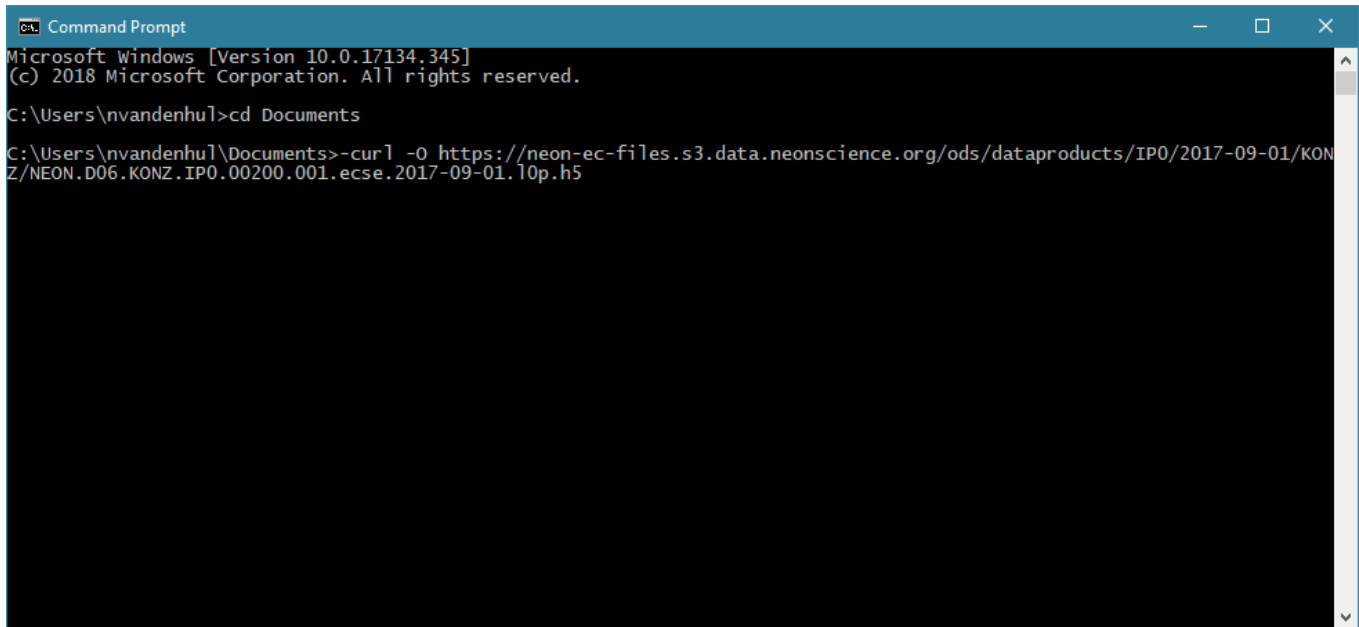 Command Prompt
Microsoft Windows [Version 10.0.17134.345]
(c) 2018 Microsoft Corporation. All rights reserved.
C:\Users\nvandenhul>cd Documents
C:\Users\nvandenhul\Documents>-curl -O https://neon-ec-files.s3.data.neonscience.org/ods/dataproducts/IP0/2017-09-01/KON
Z/NEON.D06.KONZ.IP0.00200.001.ecse.2017-09-01.l0p.h5